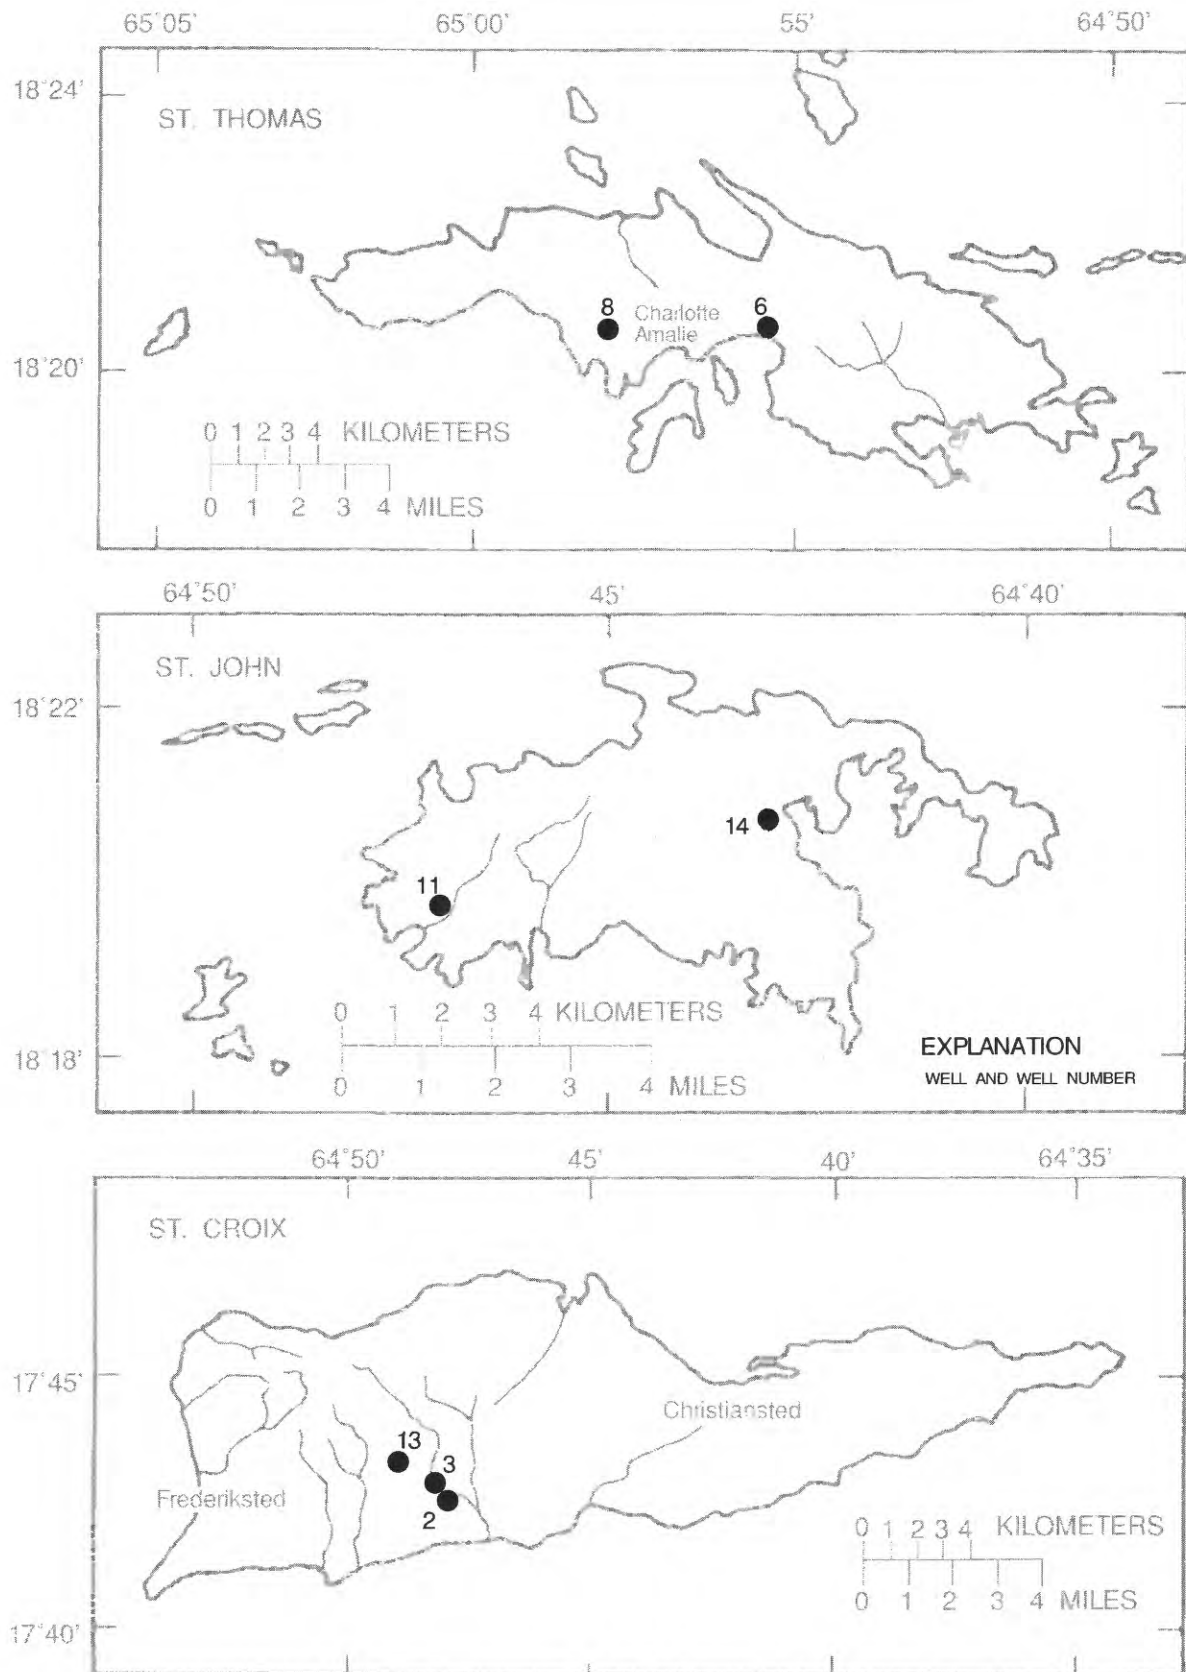 65°05' 65°00' 55' 64°50'
18°24'
ST. THOMAS
8 Charlotte 6
Amalie
18°20'
0 1 2 3 4 KILOMETERS
0 1 2 3 4 MILES
64°50' 45' 64°40'
ST. JOHN
18°22'
14
11
0 1 2 3 4 KILOMETERS
18°18'
EXPLANATION
0 1 2 3 4 MILES
WELL AND WELL NUMBER
64°50' 45' 40' 64°35'
ST. CROIX
17°45'
Christiansted
13
3
Frederiksted
2
0 1 2 3 4 KILOMETERS
0 1 2 3 4 MILES
17°40'